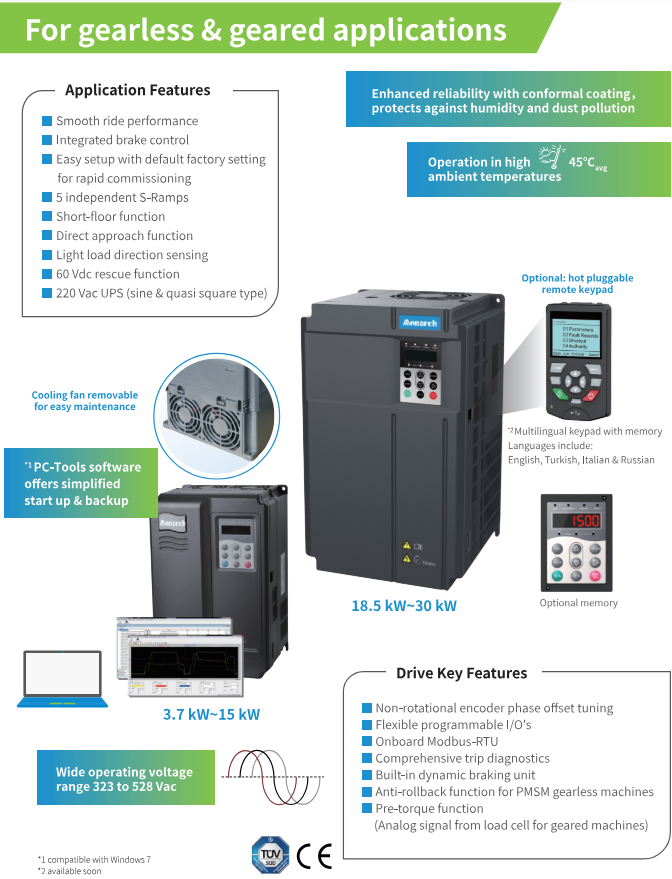 For gearless & geared applications
Application Features
Smooth ride performance
Integrated brake control
Easy setup with default factory setting
for rapid commissioning
5 independent S-Ramps
Short-floor function
Direct approach function
Light load direction sensing
60 Vdc rescue function
220 Vac UPS (sine & quasi square type)
Enhanced reliability with conformal coating,
protects against humidity and dust pollution
Operation in high 45°Cavg
ambient temperatures
Optional: hot pluggable
remote keypad
Monarch
01 Parameters
02 Fault Records
03 Shortcut
04 Authority
Cooling fan removable
for easy maintenance
*2 Multilingual keypad with memory
Languages include:
English, Turkish, Italian & Russian
*1 PC-Tools software
offers simplified
start up & backup
Monarch
1500
10min
18.5 kW~30 kW
Optional memory
3.7 kW~15 kW
Drive Key Features
Non-rotational encoder phase offset tuning
Flexible programmable I/O's
Onboard Modbus-RTU
Comprehensive trip diagnostics
Built-in dynamic braking unit
Anti-rollback function for PMSM gearless machines
Pre-torque function
(Analog signal from load cell for geared machines)
Wide operating voltage
range 323 to 528 Vac
TÜV
SÜD
CE
*1 compatible with Windows 7
*2 available soon